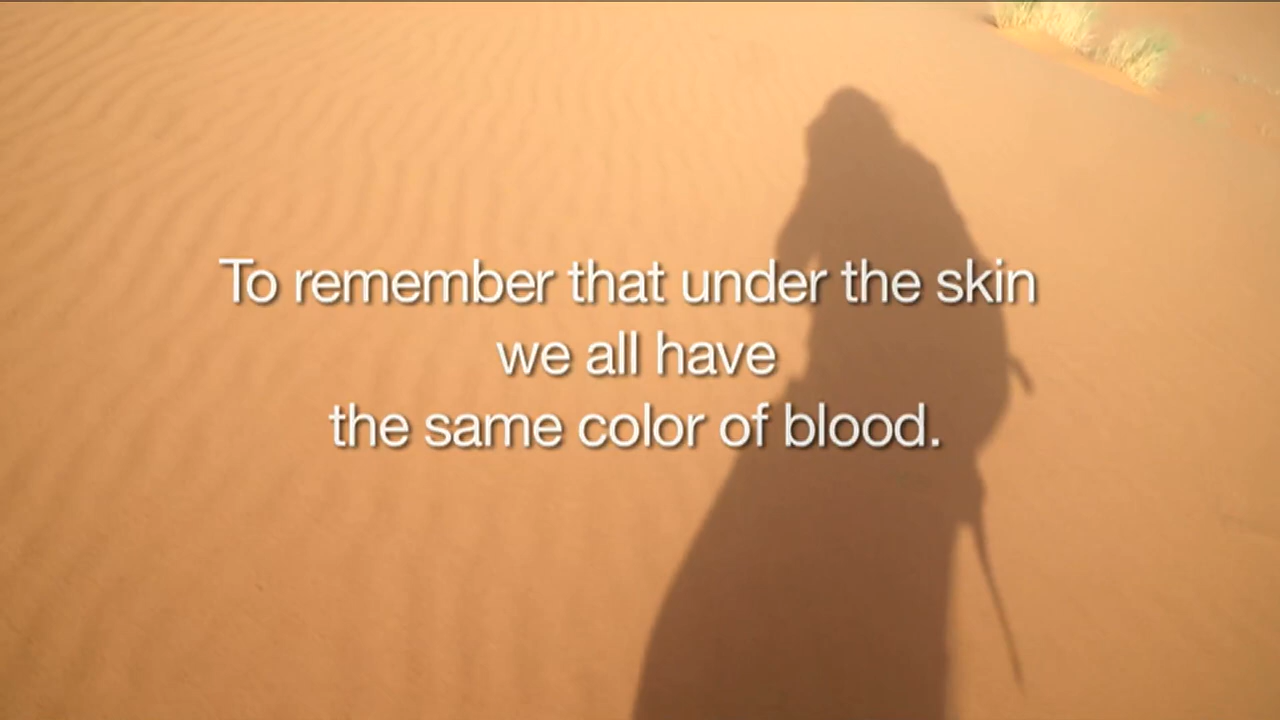 To remember that under the skin
we all have
the same color of blood.